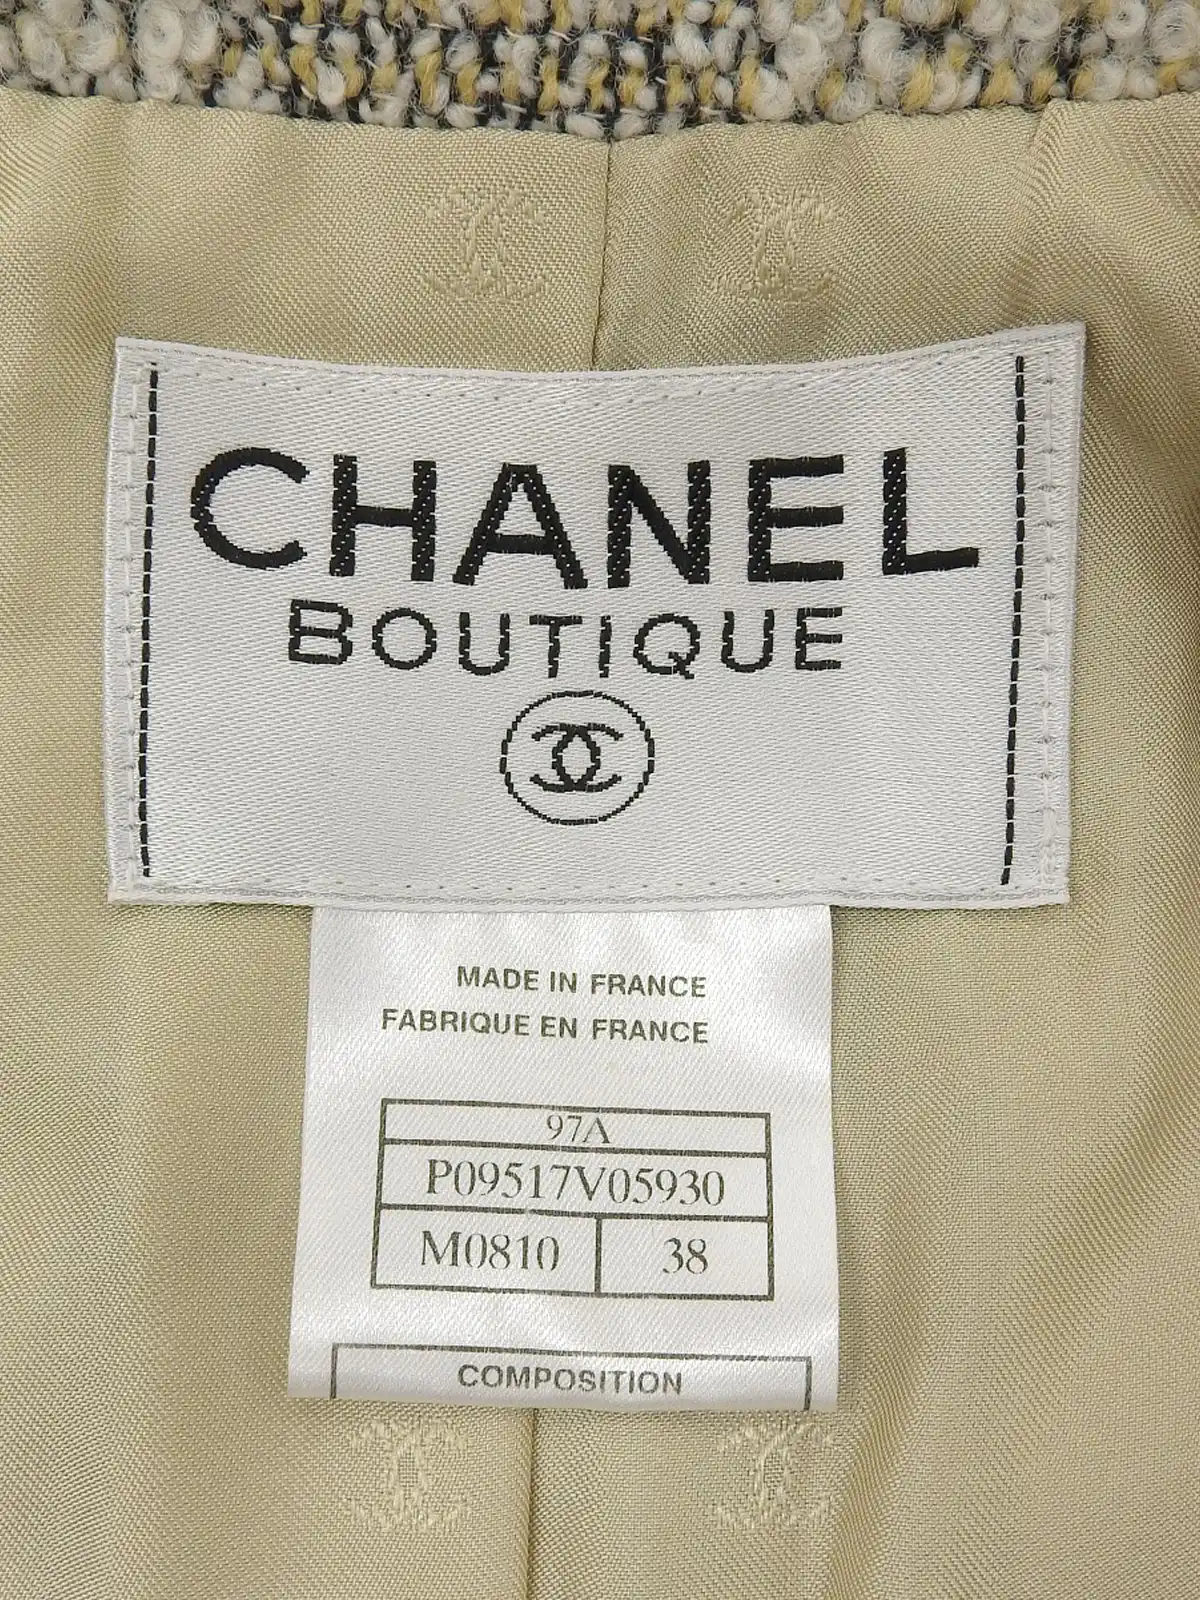 CHANEL
BOUTIQUE
MADE IN FRANCE
FABRIQUE EN FRANCE
97A
P09517V05930
M0810 38
COMPOSITION